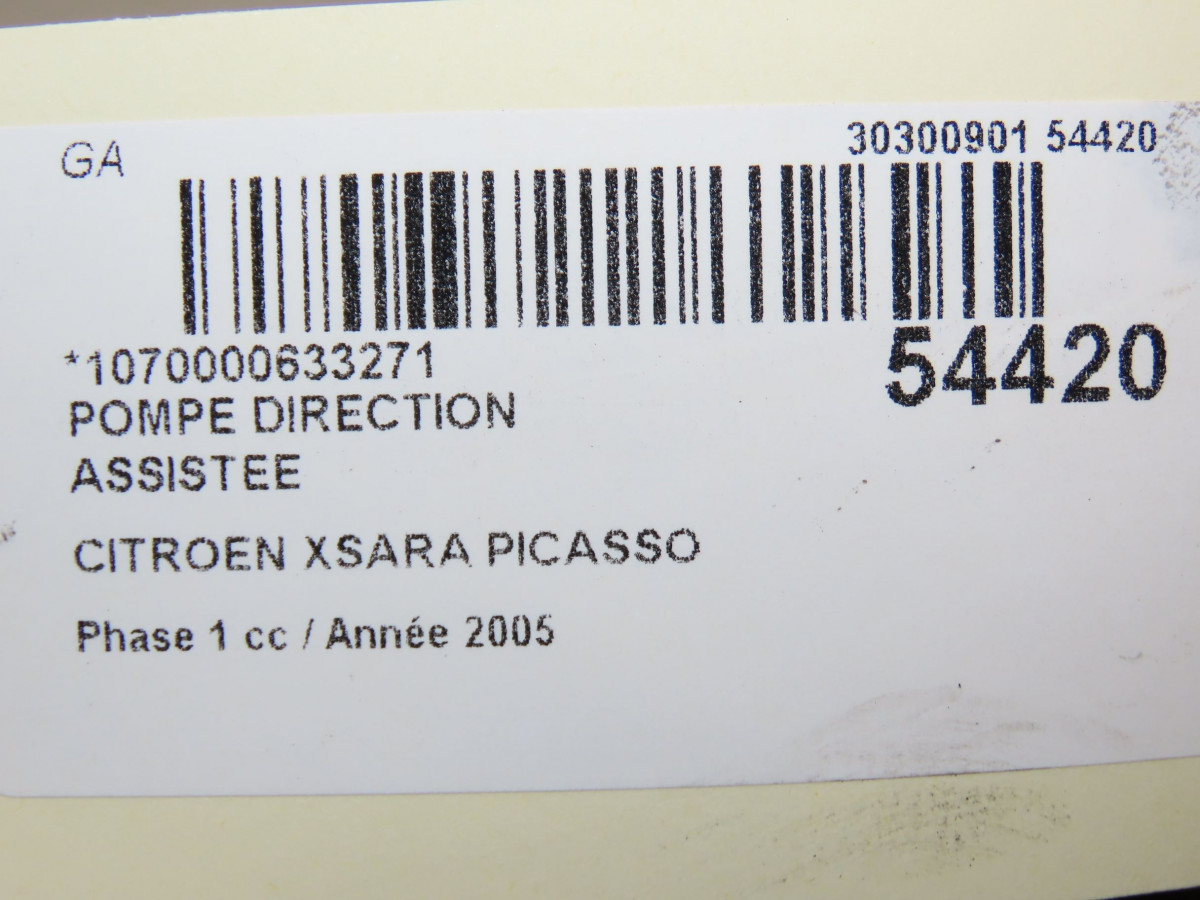 GA
30300901 54420
*1070000633271
54420
POMPE DIRECTION
ASSISTEE
CITROEN XSARA PICASSO
Phase 1 cc / Année 2005